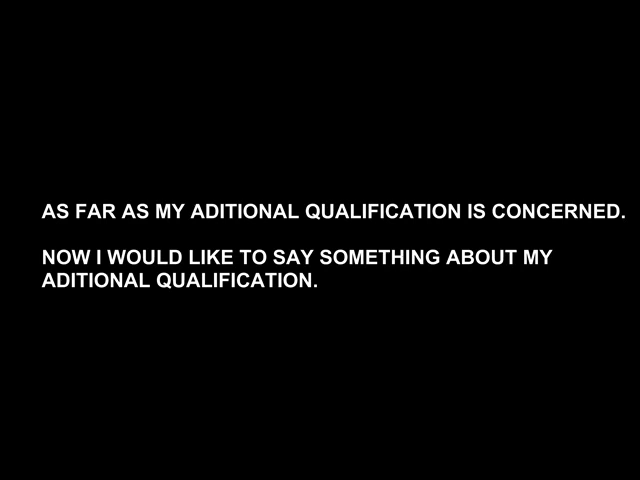 AS FAR AS MY ADITIONAL QUALIFICATION IS CONCERNED.
NOW I WOULD LIKE TO SAY SOMETHING ABOUT MY
ADITIONAL QUALIFICATION.